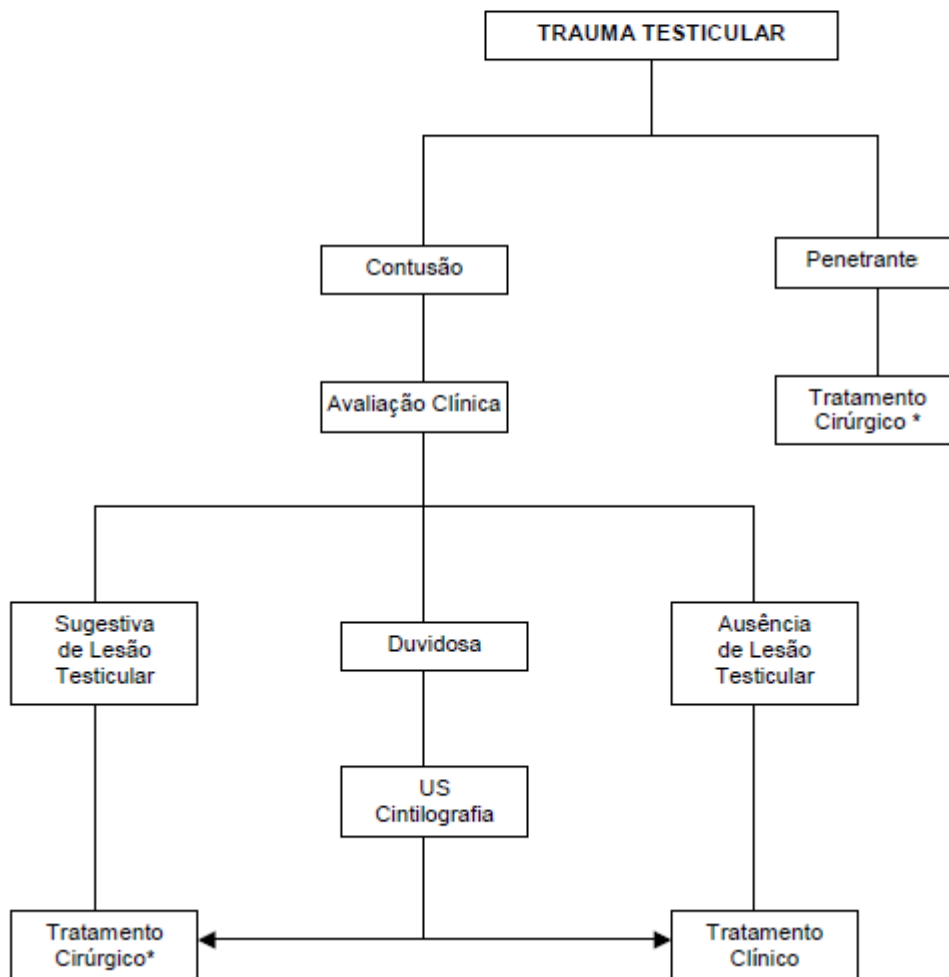 TRAUMA TESTICULAR
Contusão
Penetrante
Avaliação Clínica
Tratamento
Cirúrgico *
Sugestiva
de Lesão
Testicular
Duvidosa
Ausência
de Lesão
Testicular
US
Cintilografia
Tratamento
Cirúrgico*
Tratamento
Clínico